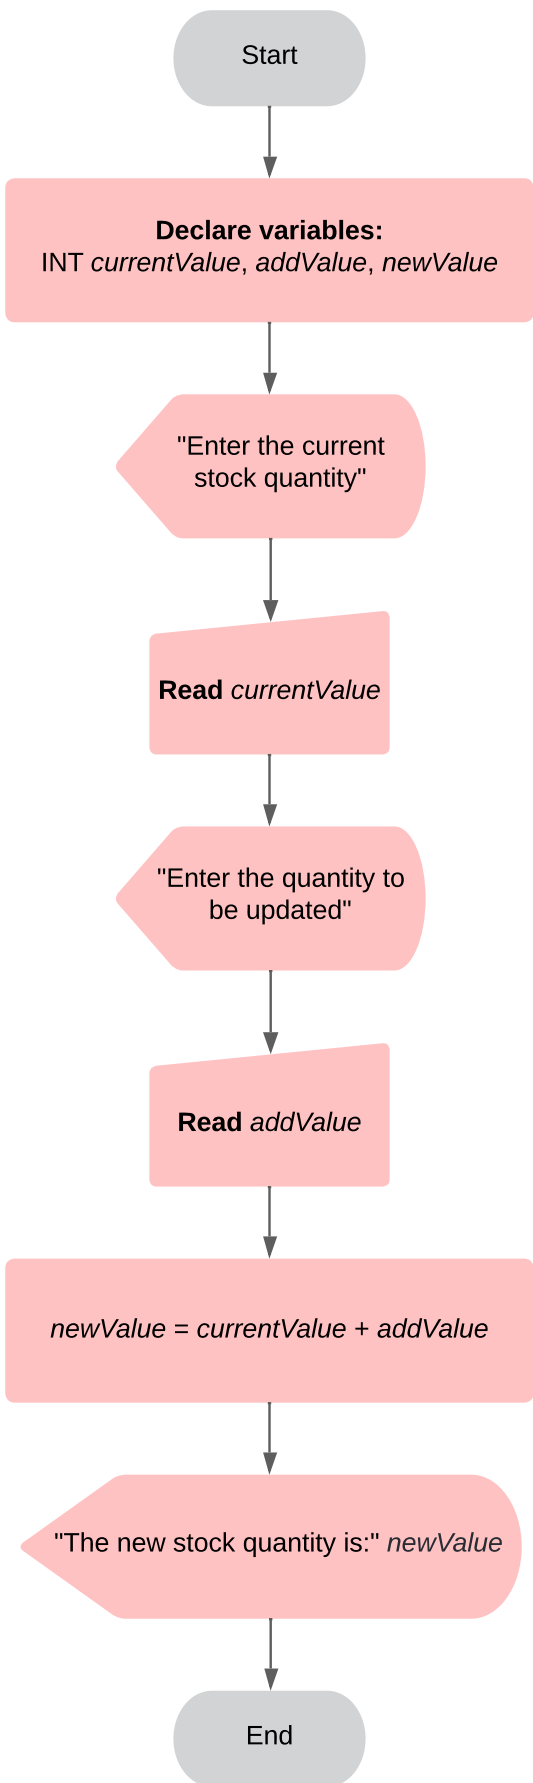 Start
Declare variables:
INT currentValue, addValue, newValue
"Enter the current
stock quantity"
Read currentValue
"Enter the quantity to
be updated"
Read addValue
newValue = currentValue + addValue
"The new stock quantity is:" newValue
End